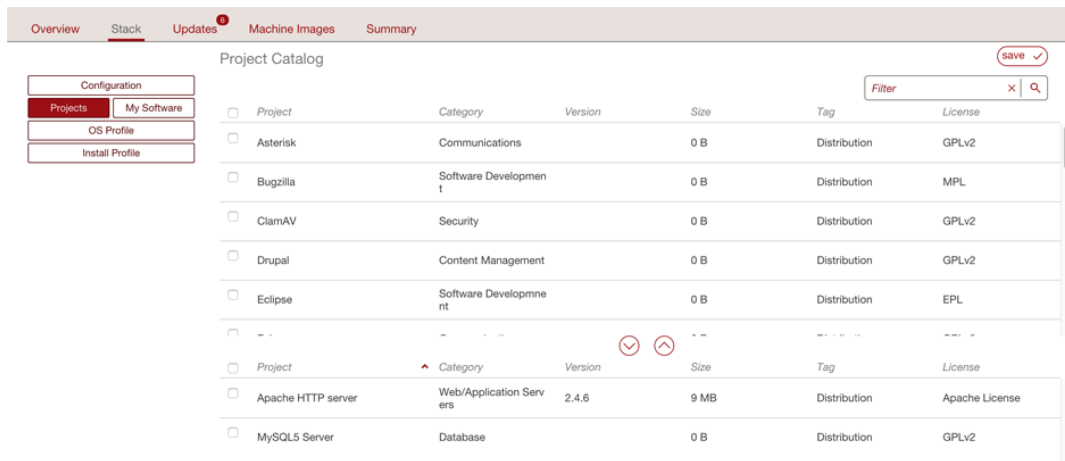 Overview Stack Updates 6 Machine Images Summary
Project Catalog
save
Configuration
Projects My Software
OS Profile
Install Profile
Filter
Project Category Version Size Tag License
Asterisk Communications 0 B Distribution GPLv2
Bugzilla Software Developmen
t 0 B Distribution MPL
ClamAV Security 0 B Distribution GPLv2
Drupal Content Management 0 B Distribution GPLv2
Eclipse Software Developmne
nt 0 B Distribution EPL
Project Category Version Size Tag License
Apache HTTP server Web/Application Serv
ers 2.4.6 9 MB Distribution Apache License
MySQL5 Server Database 0 B Distribution GPLv2